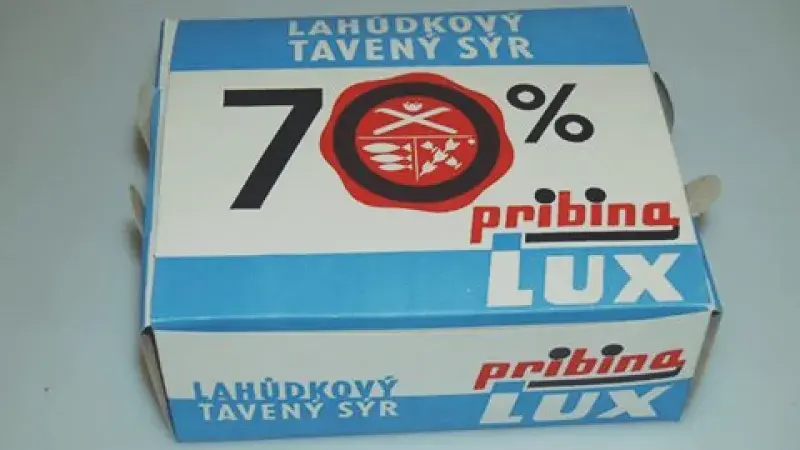 LAHŮDKOVÝ
TAVENÝ SÝR
70%
pribina
Lux
LAHŮDKOVÝ
TAVENÝ SÝR
pribina
Lux